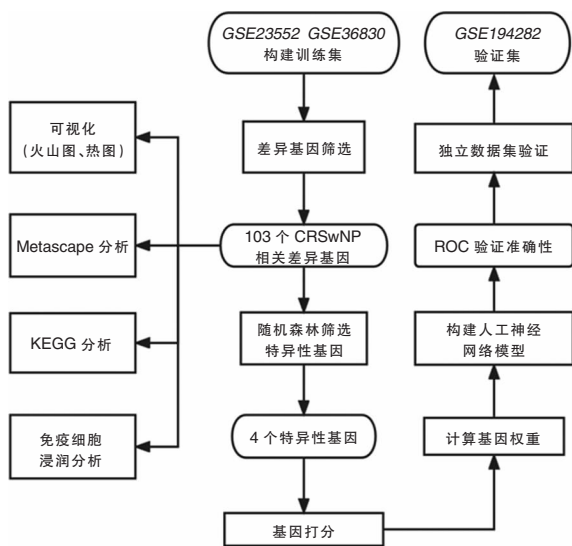 GSE23552 GSE36830
构建训练集
差异基因筛选
103 个 CRSwNP
相关差异基因
可视化
(火山图、热图)
Metascape 分析
KEGG 分析
免疫细胞
浸润分析
随机森林筛选
特异性基因
4 个特异性基因
基因打分
计算基因权重
构建人工神经
网络模型
ROC 验证准确性
独立数据集验证
GSE194282
验证集